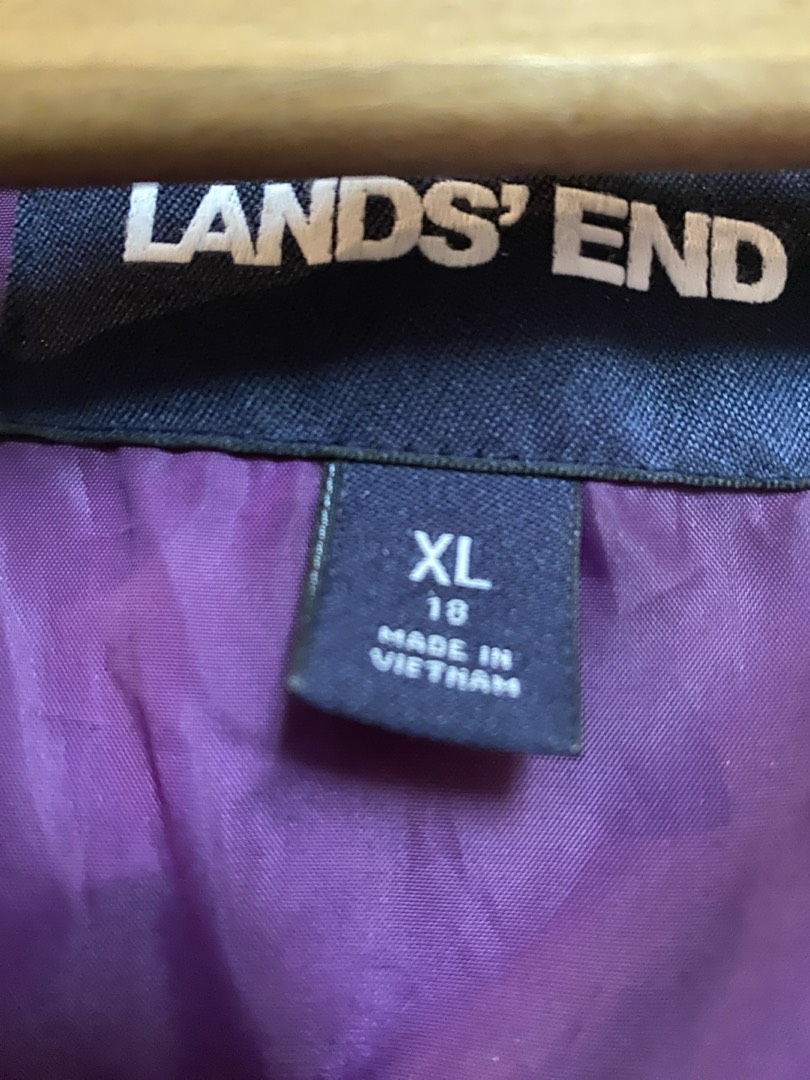 LANDS' END
XL
18
MADE IN
VIETNAM